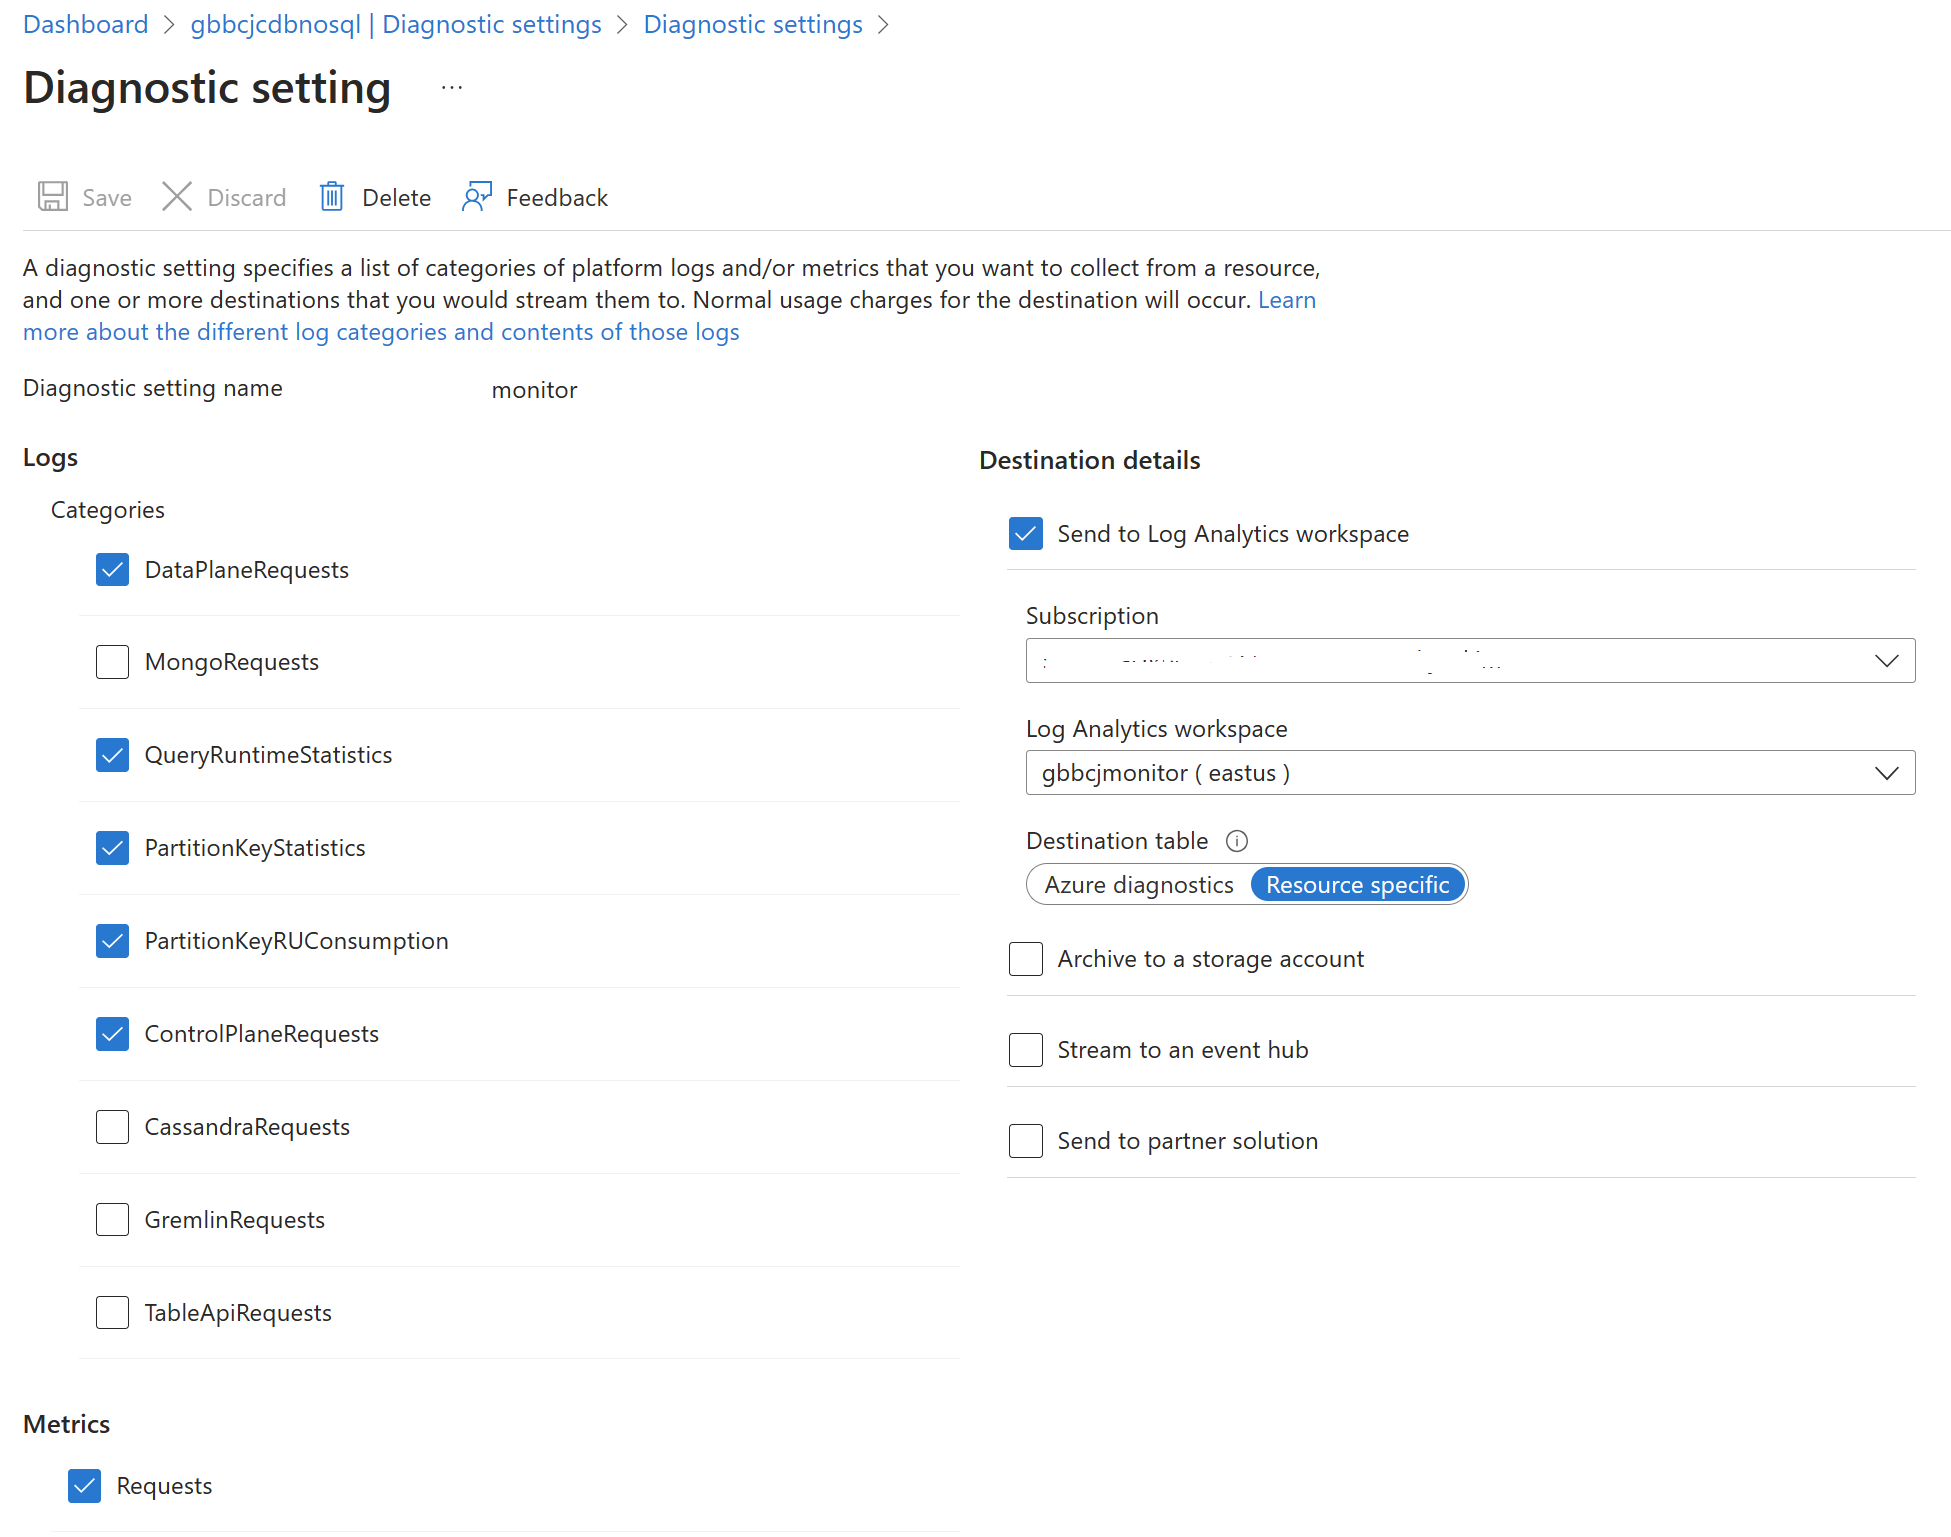 Dashboard > gbbcjcdbnosql | Diagnostic settings > Diagnostic settings >
Diagnostic setting ...
Save Discard Delete Feedback
A diagnostic setting specifies a list of categories of platform logs and/or metrics that you want to collect from a resource,
and one or more destinations that you would stream them to. Normal usage charges for the destination will occur. Learn
more about the different log categories and contents of those logs
Diagnostic setting name monitor
Logs
Categories
DataPlaneRequests
MongoRequests
QueryRuntimeStatistics
PartitionKeyStatistics
PartitionKeyRUConsumption
ControlPlaneRequests
CassandraRequests
GremlinRequests
TableApiRequests
Metrics
Requests
Destination details
Send to Log Analytics workspace
Subscription
Log Analytics workspace
gbbcjmonitor ( eastus )
Destination table
Azure diagnostics Resource specific
Archive to a storage account
Stream to an event hub
Send to partner solution